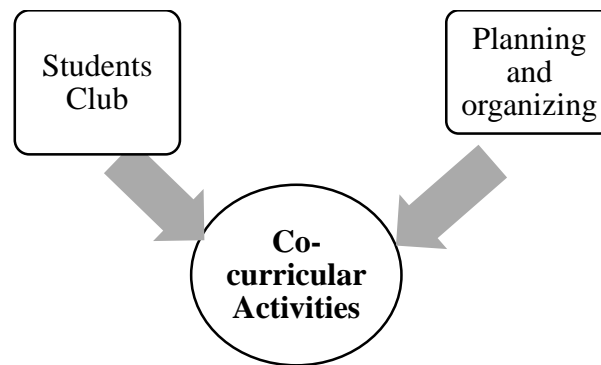 Students
Club
Planning
and
organizing
Co-
curricular
Activities